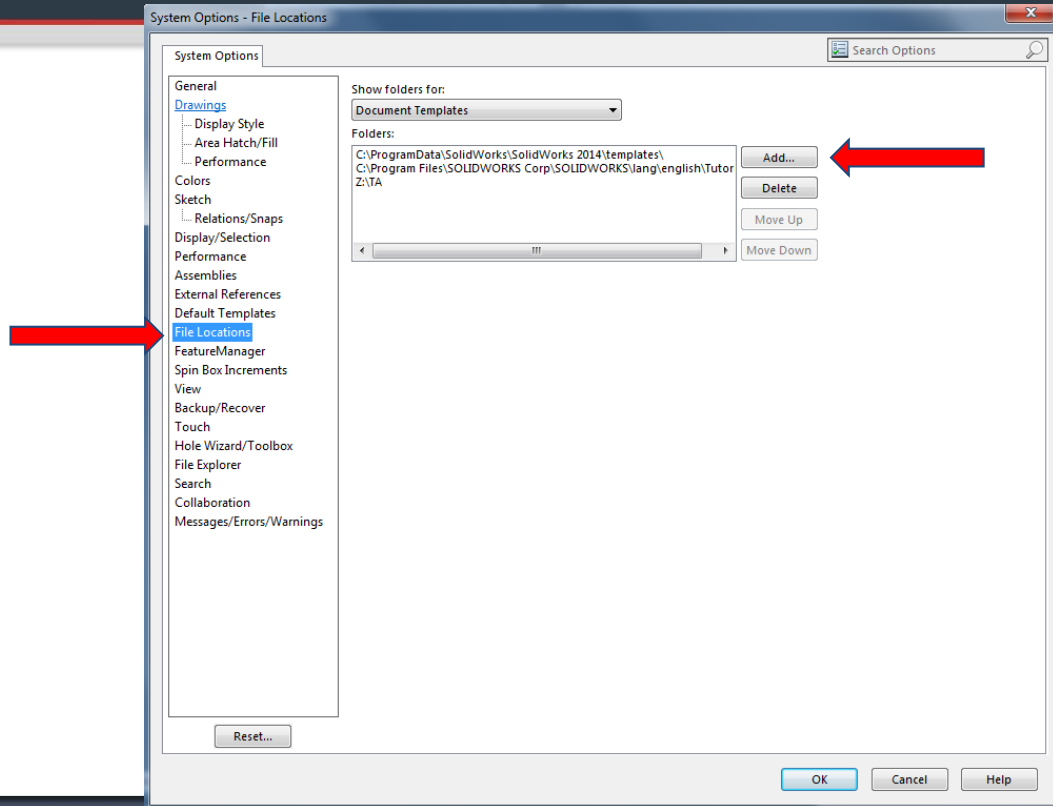 System Options - File Locations
Search Options
System Options
General
Drawings
Display Style
Area Hatch/Fill
Performance
Colors
Sketch
Relations/Snaps
Display/Selection
Performance
Assemblies
External References
Default Templates
File Locations
FeatureManager
Spin Box Increments
View
Backup/Recover
Touch
Hole Wizard/Toolbox
File Explorer
Search
Collaboration
Messages/Errors/Warnings
Reset...
Show folders for:
Document Templates
Folders:
C:\ProgramData\SolidWorks\SolidWorks 2014\templates\
C:\Program Files\SOLIDWORKS Corp\SOLIDWORKS\lang\english\Tutor
Z:\TA
Add...
Delete
Move Up
Move Down
OK
Cancel
Help